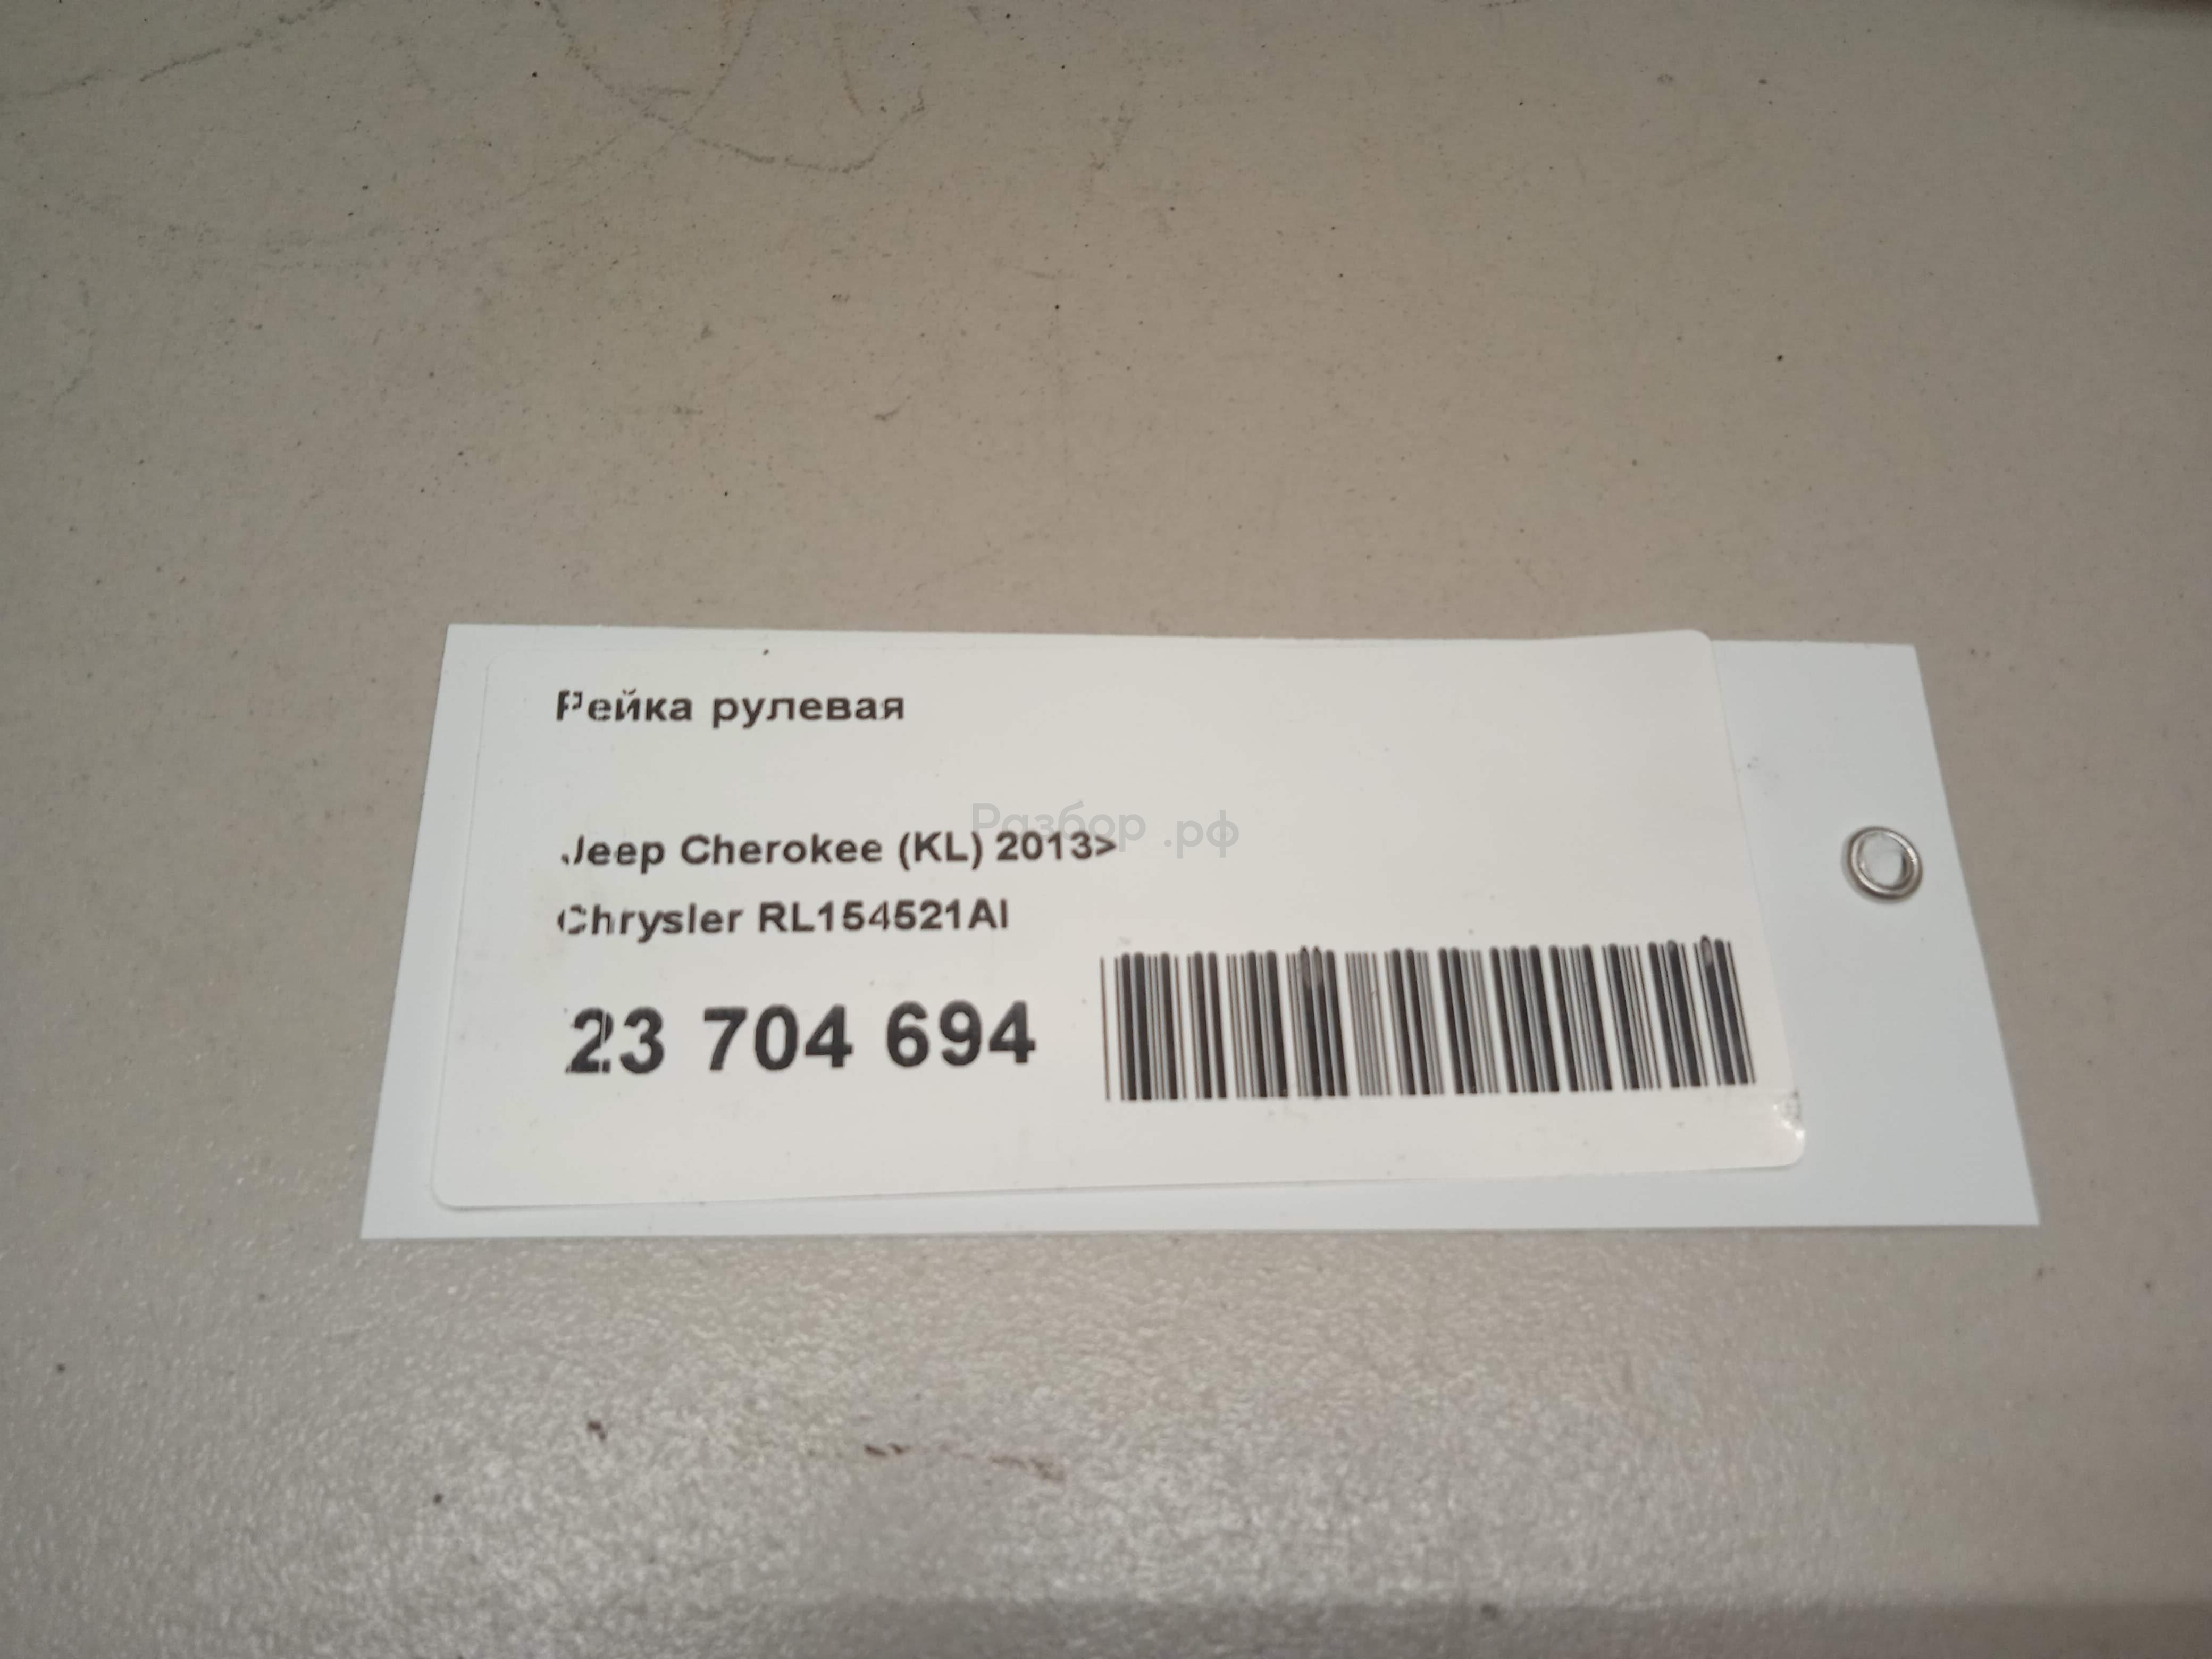 Рейка рулевая
Разбор.рф
Jeep Cherokee (KL) 2013>
Chrysler RL154521AI
23 704 694